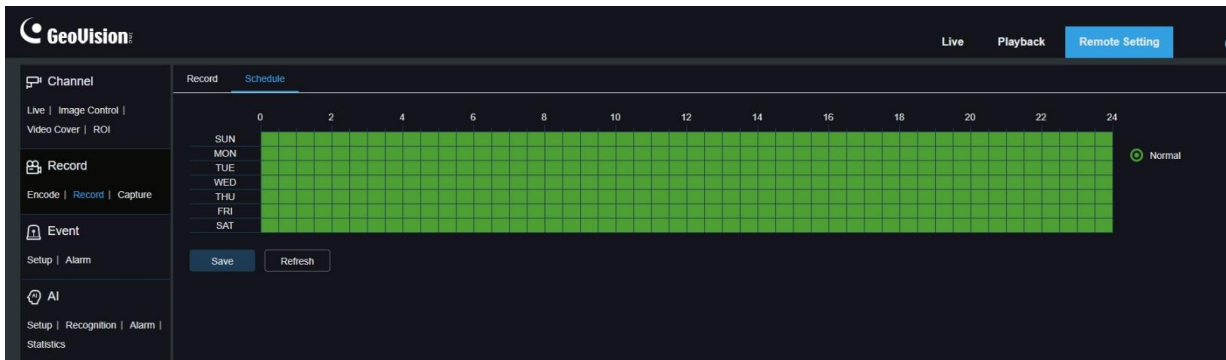 GeoVision
Live Playback Remote Setting
Channel
Live | Image Control |
Video Cover | ROI
Record
Encode | Record | Capture
Event
Setup | Alarm
AI
Setup | Recognition | Alarm |
Statistics
Record Schedule
0 2 4 6 8 10 12 14 16 18 20 22 24
SUN
MON
TUE
WED
THU
FRI
SAT
Normal
Save Refresh